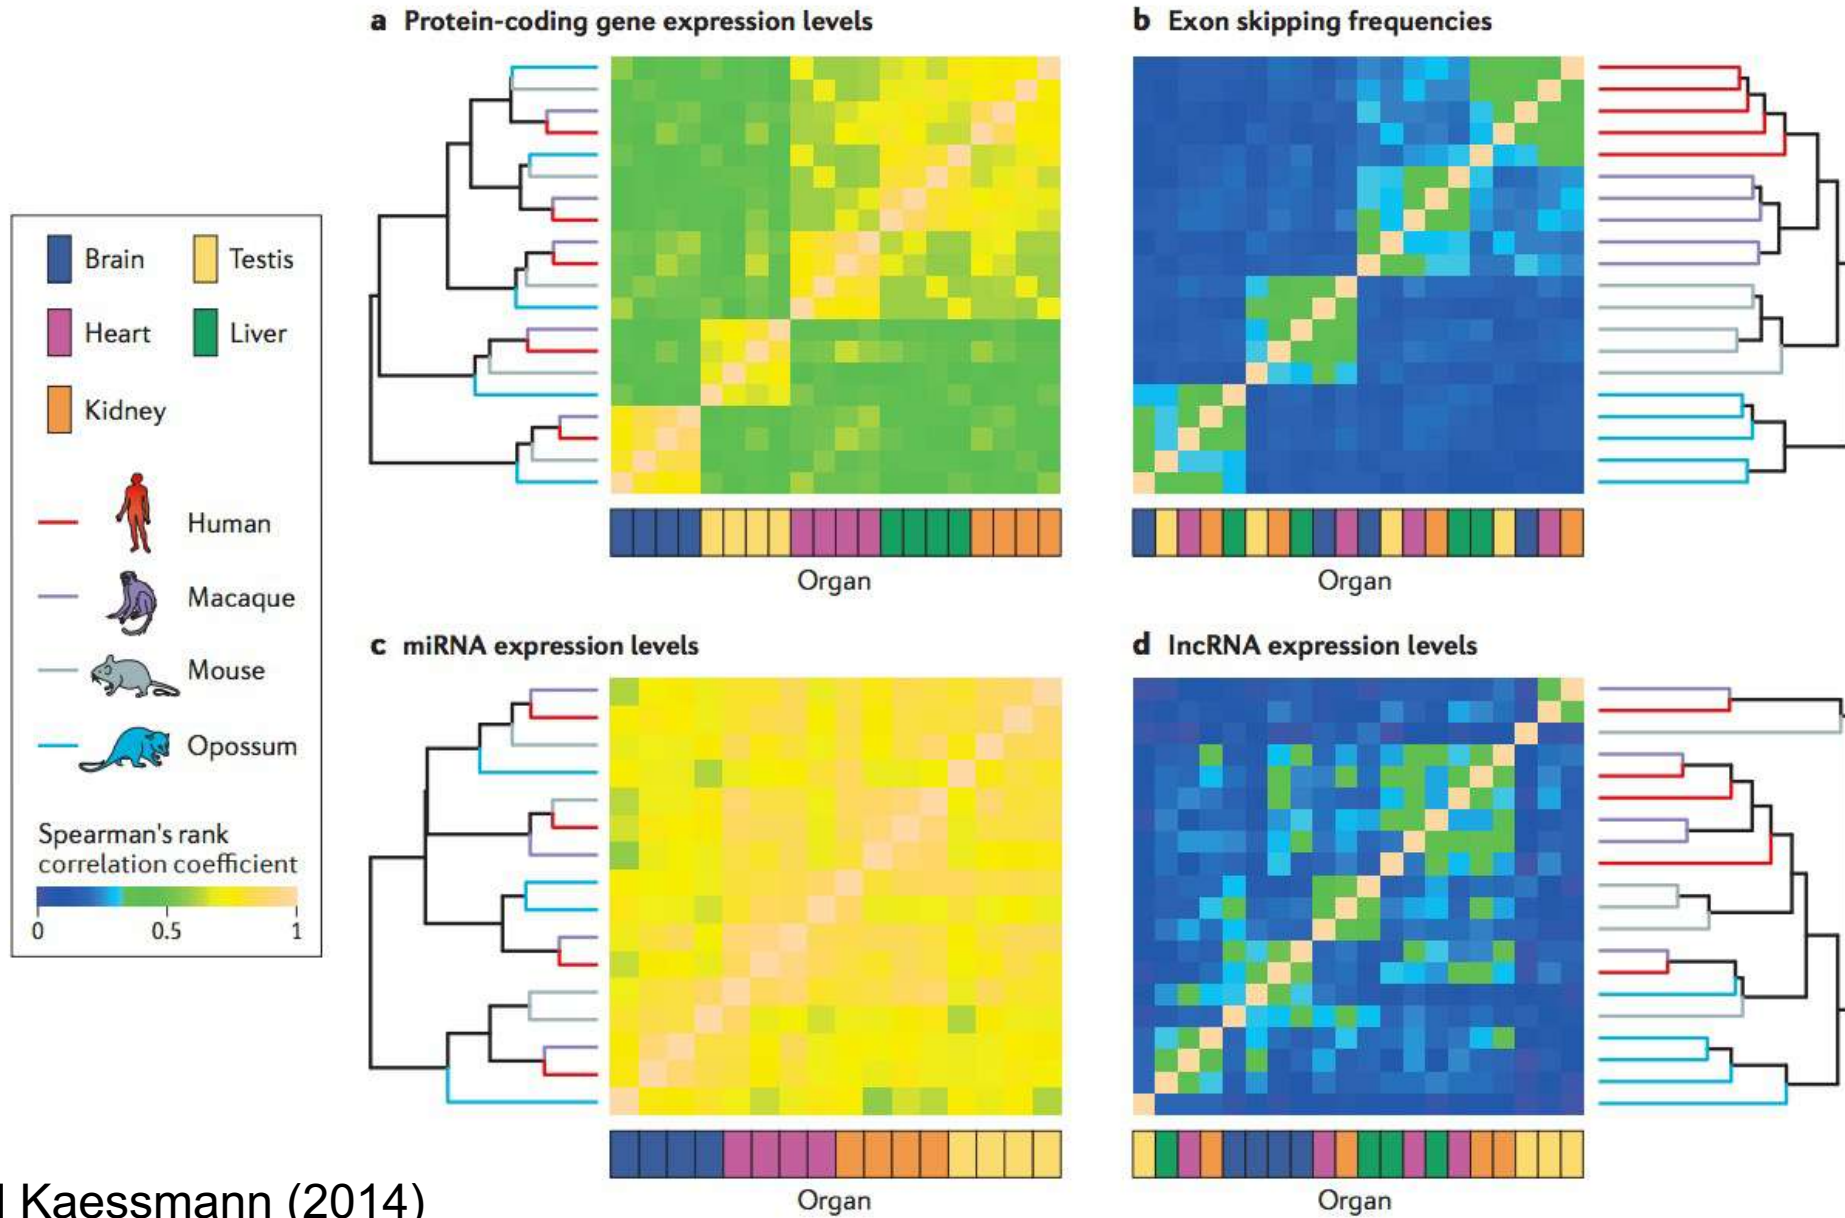 a Protein-coding gene expression levels
b Exon skipping frequencies
Brain
Testis
Heart
Liver
Kidney
Human
Macaque
Mouse
Opossum
Spearman's rank
correlation coefficient
0 0.5 1
Organ
Organ
c miRNA expression levels
d lncRNA expression levels
Organ
Organ
Kaessmann (2014)